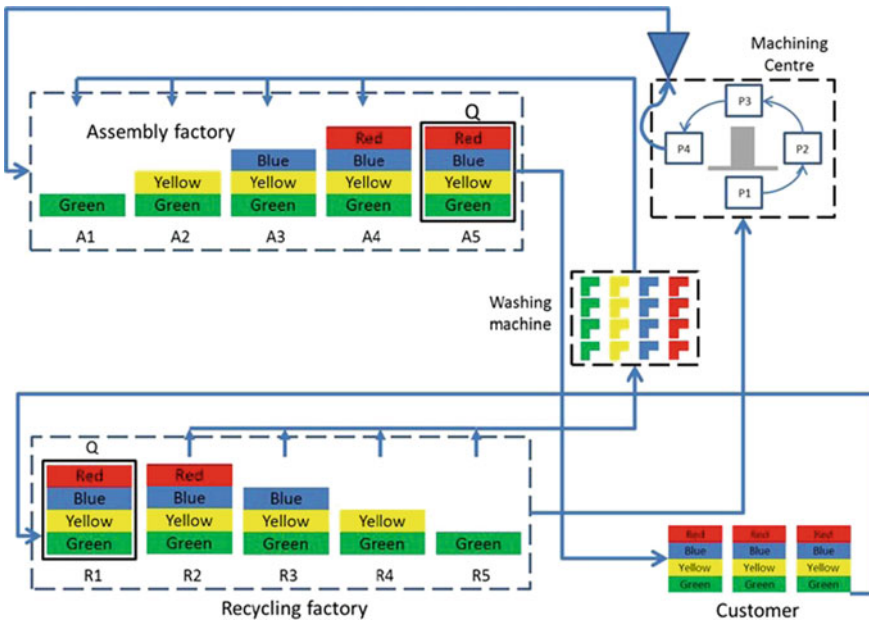 Machining
Centre
P3
P4
P2
P1
Assembly factory
Q
Red
Red
Blue
Blue
Blue
Yellow
Yellow
Yellow
Yellow
Green
Green
Green
Green
Green
A1
A2
A3
A4
A5
Washing
machine
Q
Red
Red
Blue
Blue
Blue
Yellow
Yellow
Yellow
Yellow
Green
Green
Green
Green
Green
R1
R2
R3
R4
R5
Recycling factory
Red
Red
Red
Blue
Blue
Blue
Yellow
Yellow
Yellow
Green
Green
Green
Customer